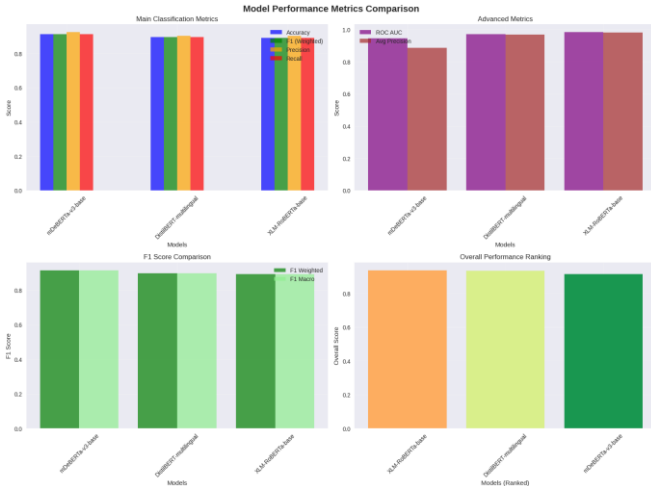 Model Performance Metrics Comparison
Main Classification Metrics
Score
0.8
0.6
0.4
0.2
0.0
Accuracy
F1 (Weighted)
Precision
Recall
mDeBERTa-v3-base
DistilBERT-multilingual
XLM-RoBERTa-base
Models
Advanced Metrics
Score
1.0
0.8
0.6
0.4
0.2
0.0
ROC AUC
Avg Precision
mDeBERTa-v3-base
DistilBERT-multilingual
XLM-RoBERTa-base
Models
F1 Score Comparison
F1 Score
0.8
0.6
0.4
0.2
0.0
F1 Weighted
F1 Macro
mDeBERTa-v3-base
DistilBERT-multilingual
XLM-RoBERTa-base
Models
Overall Performance Ranking
Overall Score
0.8
0.6
0.4
0.2
0.0
XLM-RoBERTa-base
DistilBERT-multilingual
mDeBERTa-v3-base
Models (Ranked)